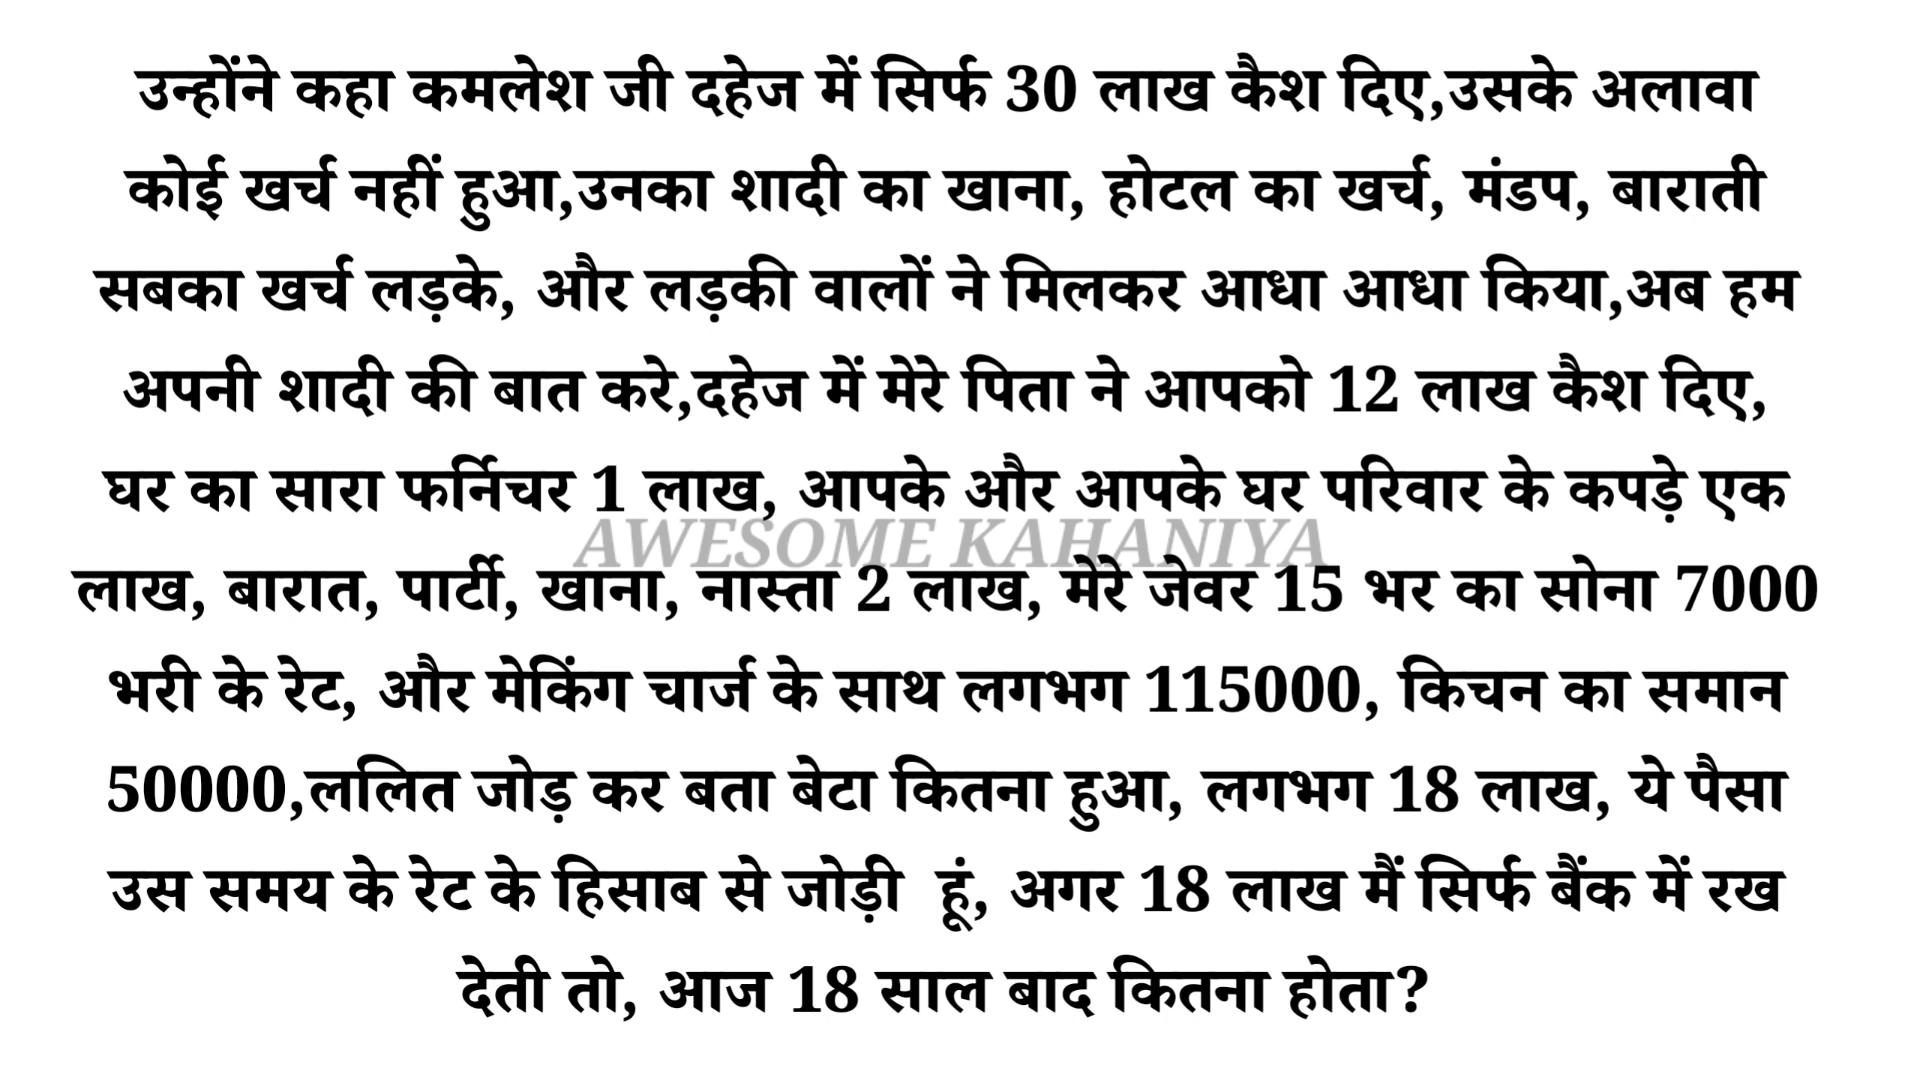 उन्होंने कहा कमलेश जी दहेज में सिर्फ 30 लाख कैश दिए,उसके अलावा
कोई खर्च नहीं हुआ,उनका शादी का खाना, होटल का खर्च, मंडप, बाराती
सबका खर्च लड़के, और लड़की वालों ने मिलकर आधा आधा किया,अब हम
अपनी शादी की बात करे,दहेज में मेरे पिता ने आपको 12 लाख कैश दिए,
घर का सारा फर्निचर 1 लाख, आपके और आपके घर परिवार के कपड़े एक
AWESOME KAHANIYA
लाख, बारात, पार्टी, खाना, नास्ता 2 लाख, मेरे जेवर 15 भर का सोना 7000
भरी के रेट, और मेकिंग चार्ज के साथ लगभग 115000, किचन का समान
50000,ललित जोड़ कर बता बेटा कितना हुआ, लगभग 18 लाख, ये पैसा
उस समय के रेट के हिसाब से जोड़ी हूं, अगर 18 लाख मैं सिर्फ बैंक में रख
देती तो, आज 18 साल बाद कितना होता?